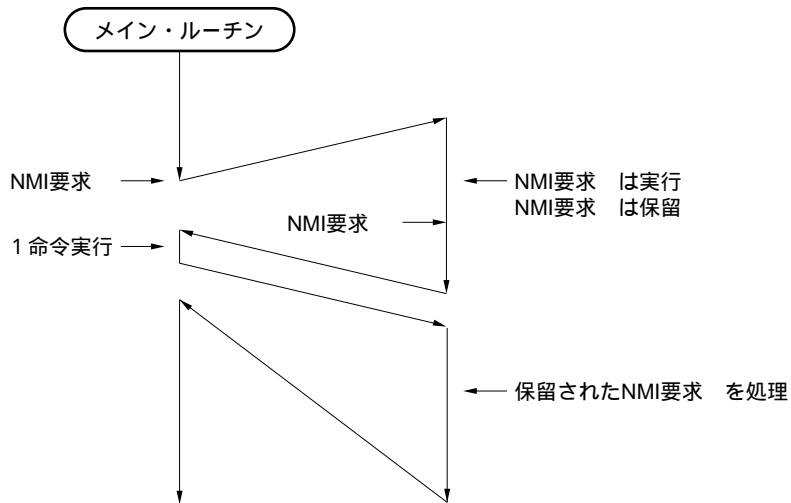 メイン・ルーチン
NMI要求
NMI要求 は実行
NMI要求 は保留
NMI要求
1命令実行
保留されたNMI要求 を処理